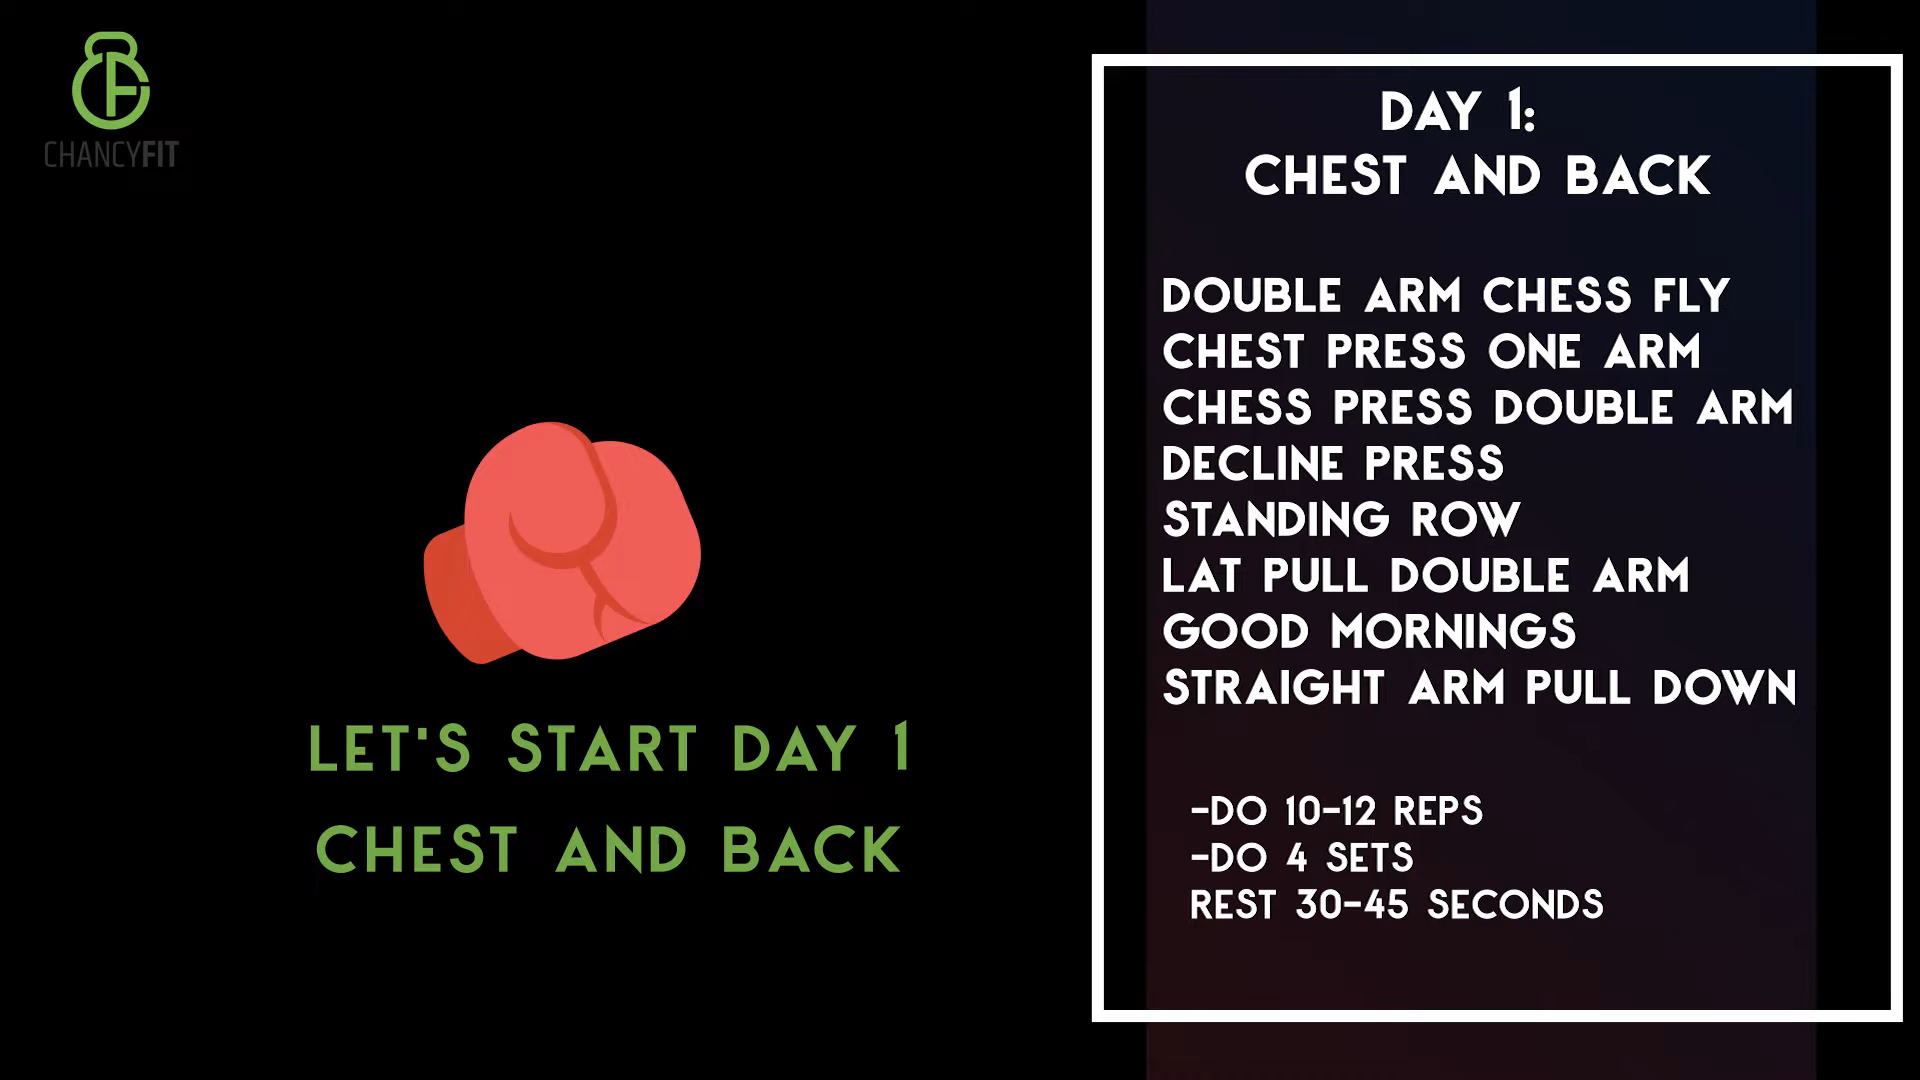 CHANCYFIT
LET'S START DAY 1
CHEST AND BACK
DAY 1:
CHEST AND BACK
DOUBLE ARM CHESS FLY
CHEST PRESS ONE ARM
CHESS PRESS DOUBLE ARM
DECLINE PRESS
STANDING ROW
LAT PULL DOUBLE ARM
GOOD MORNINGS
STRAIGHT ARM PULL DOWN
-DO 10-12 REPS
-DO 4 SETS
REST 30-45 SECONDS